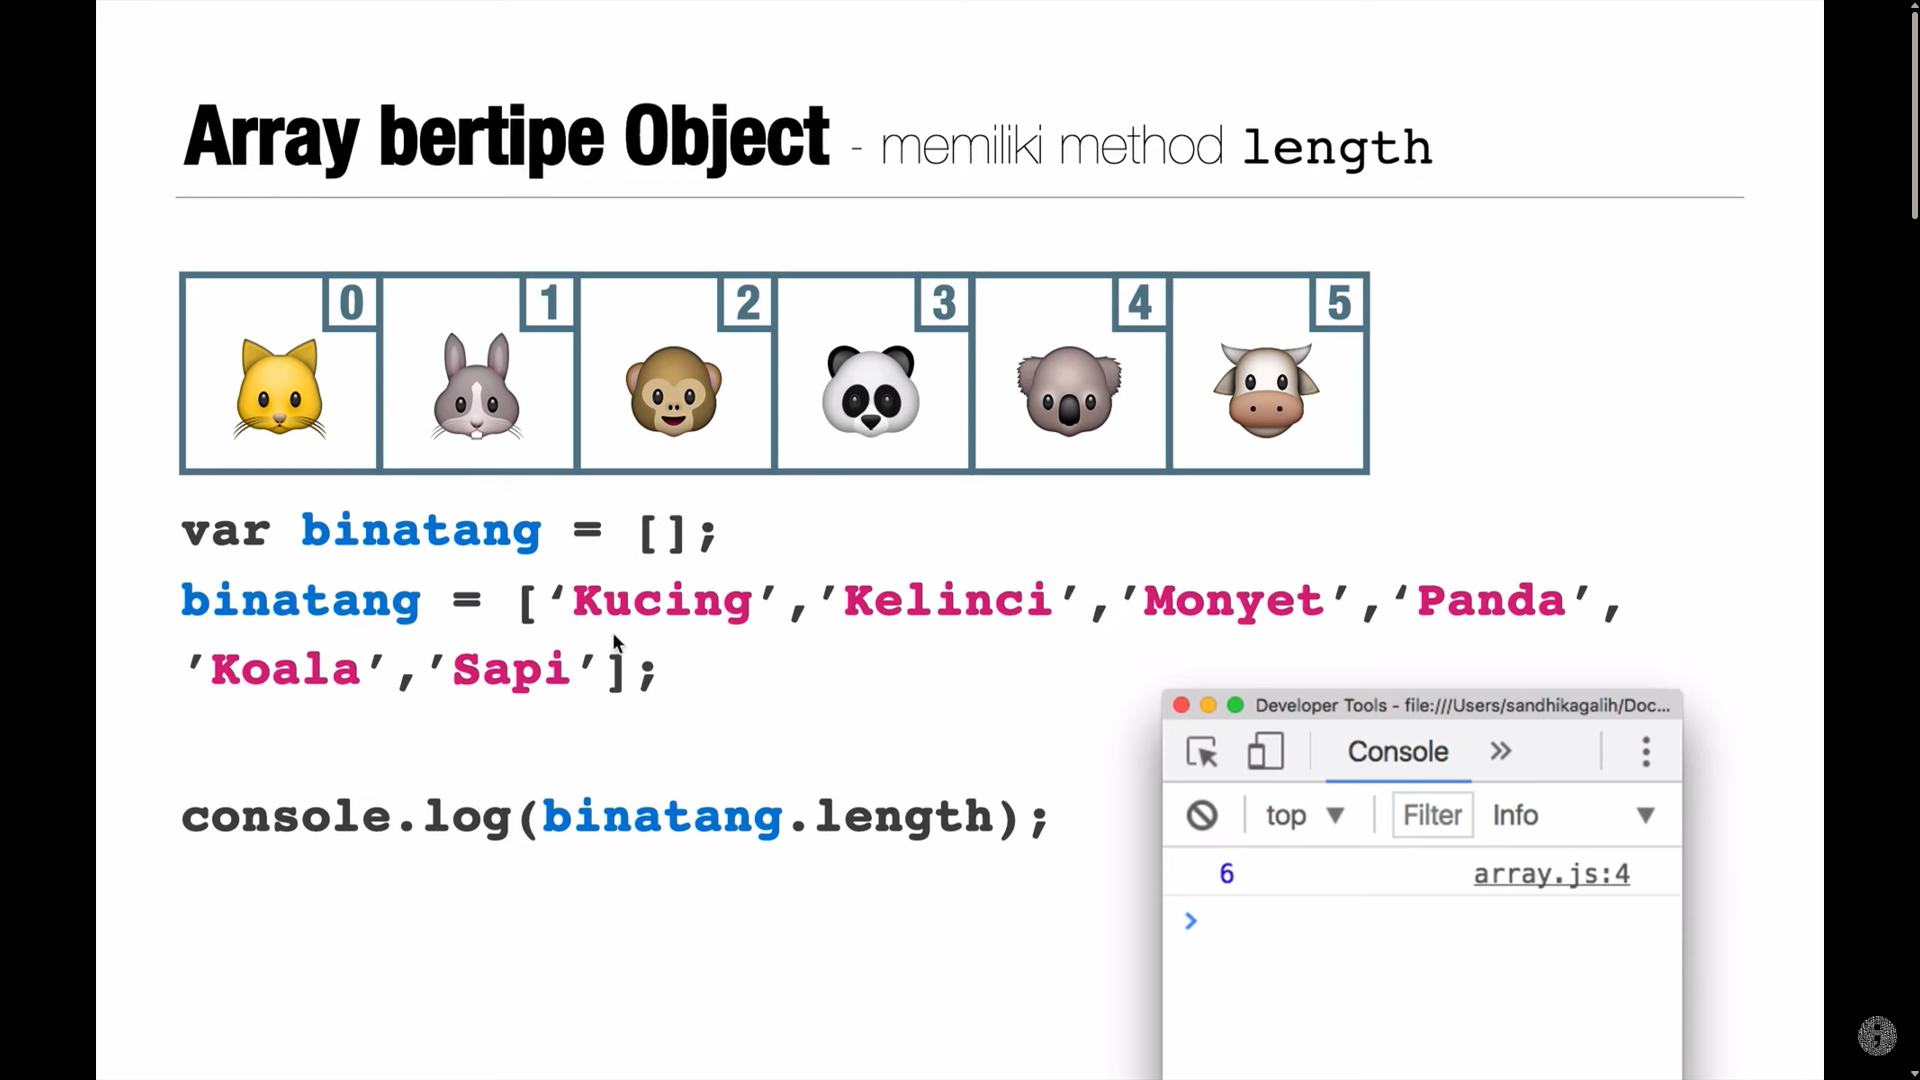 Array bertipe Object - memiliki method length
0 1 2 3 4 5
var binatang = [];
binatang = [‘Kucing’,’Kelinci’,’Monyet’,‘Panda’,
’Koala’,’Sapi’];
console.log(binatang.length);
Developer Tools - file:///Users/sandhikagalih/Doc...
Console »
top ▼ Filter Info ▼
6 array.js:4
>